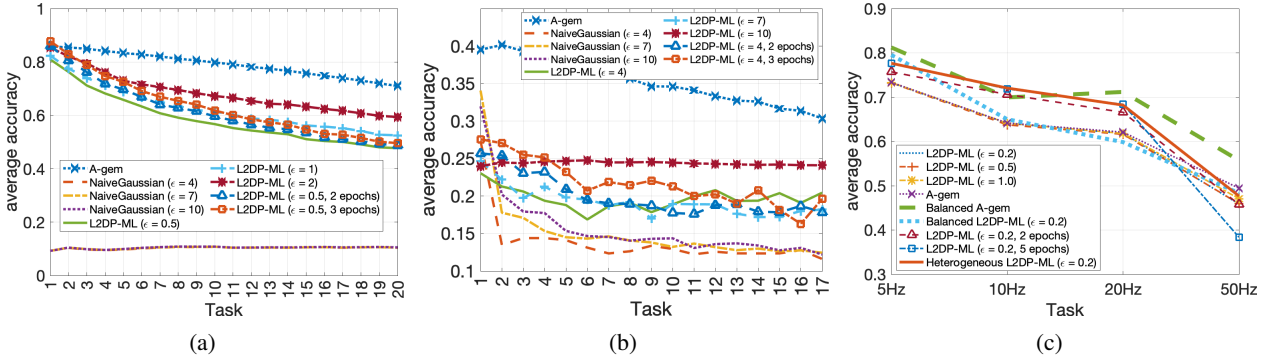 average accuracy
1
0.8
0.6
0.4
0.2
0
A-gem
NaiveGaussian (ϵ = 4)
NaiveGaussian (ϵ = 7)
NaiveGaussian (ϵ = 10)
L2DP-ML (ϵ = 0.5)
L2DP-ML (ϵ = 1)
L2DP-ML (ϵ = 2)
L2DP-ML (ϵ = 0.5, 2 epochs)
L2DP-ML (ϵ = 0.5, 3 epochs)
1 2 3 4 5 6 7 8 9 10 11 12 13 14 15 16 17 18 19 20
Task
(a)
average accuracy
0.4
0.35
0.3
0.25
0.2
0.15
0.1
A-gem
NaiveGaussian (ϵ = 4)
NaiveGaussian (ϵ = 7)
NaiveGaussian (ϵ = 10)
L2DP-ML (ϵ = 4)
L2DP-ML (ϵ = 7)
L2DP-ML (ϵ = 10)
L2DP-ML (ϵ = 4, 2 epochs)
L2DP-ML (ϵ = 4, 3 epochs)
1 2 3 4 5 6 7 8 9 10 11 12 13 14 15 16 17
Task
(b)
average accuracy
0.9
0.8
0.7
0.6
0.5
0.4
0.3
L2DP-ML (ϵ = 0.2)
L2DP-ML (ϵ = 0.5)
L2DP-ML (ϵ = 1.0)
A-gem
Balanced A-gem
Balanced L2DP-ML (ϵ = 0.2)
L2DP-ML (ϵ = 0.2, 2 epochs)
L2DP-ML (ϵ = 0.2, 5 epochs)
Heterogeneous L2DP-ML (ϵ = 0.2)
5Hz 10Hz 20Hz 50Hz
Task
(c)